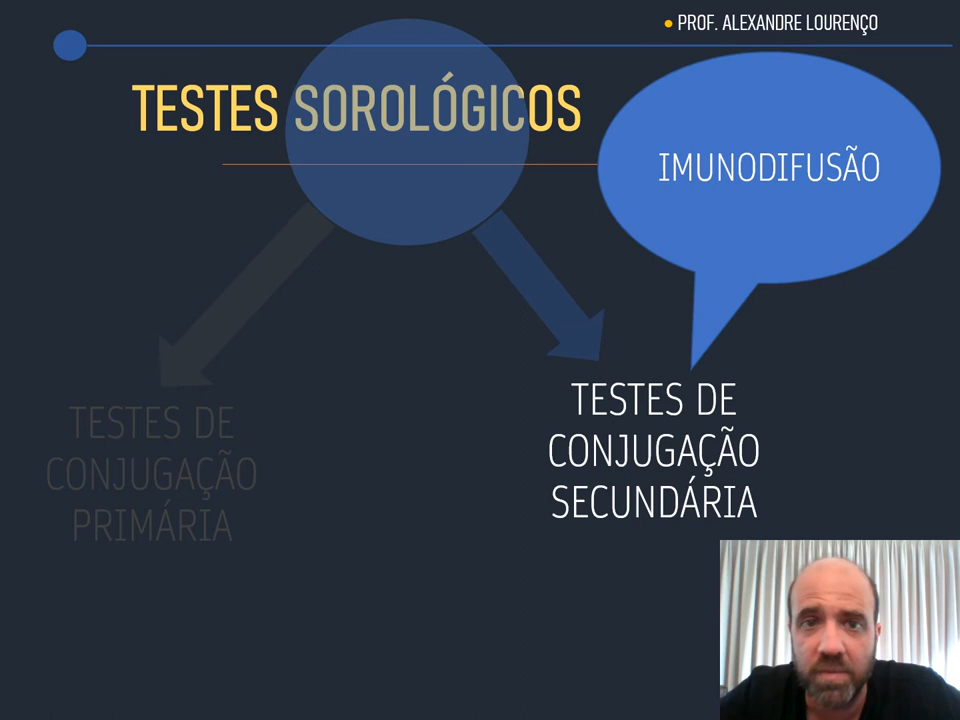 PROF. ALEXANDRE LOURENÇO
TESTES SOROLÓGICOS
IMUNODIFUSÃO
TESTES DE
CONJUGAÇÃO
PRIMÁRIA
TESTES DE
CONJUGAÇÃO
SECUNDÁRIA